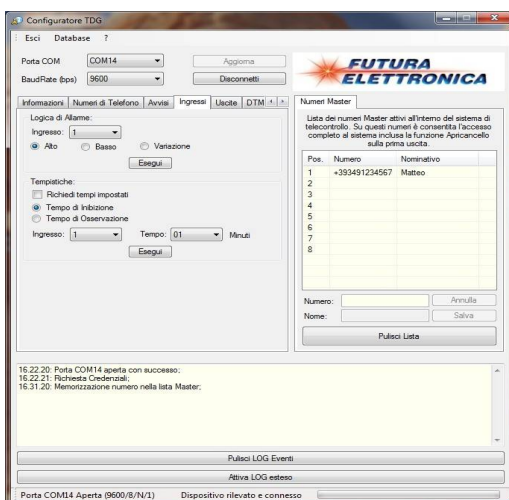 Configuratore TDG
Esci Database ?
Porta COM COM14 Aggiorna
BaudRate (bps) 9600 Disconnetti
FUTURA
ELETTRONICA
Informazioni Numeri di Telefono Avvisi Ingressi Uscite DTM
Logica di Allarme:
Ingresso: 1
Alto Basso Variazione
Esegui
Tempistiche:
Richiedi tempi impostati
Tempo di Inibizione
Tempo di Osservazione
Ingresso: 1 Tempo: 01 Minuti
Esegui
Numeri Master
Lista dei numeri Master attivi all'interno del sistema di
telecontrollo. Su questi numeri è consentita l'accesso
completo al sistema inclusa la funzione Apricancello
sulla prima uscita.
Pos. Numero Nominativo
1 +393491234567 Matteo
2
3
4
5
6
7
8
Numero: Annulla
Nome: Salva
Pulisci Lista
16.22.20: Porta COM14 aperta con successo;
16.22.21: Richiesta Credenziali;
16.31.20: Memorizzazione numero nella lista Master;
Pulisci LOG Eventi
Attiva LOG esteso
Porta COM14 Aperta (9600/8/N/1) Dispositivo rilevato e connesso